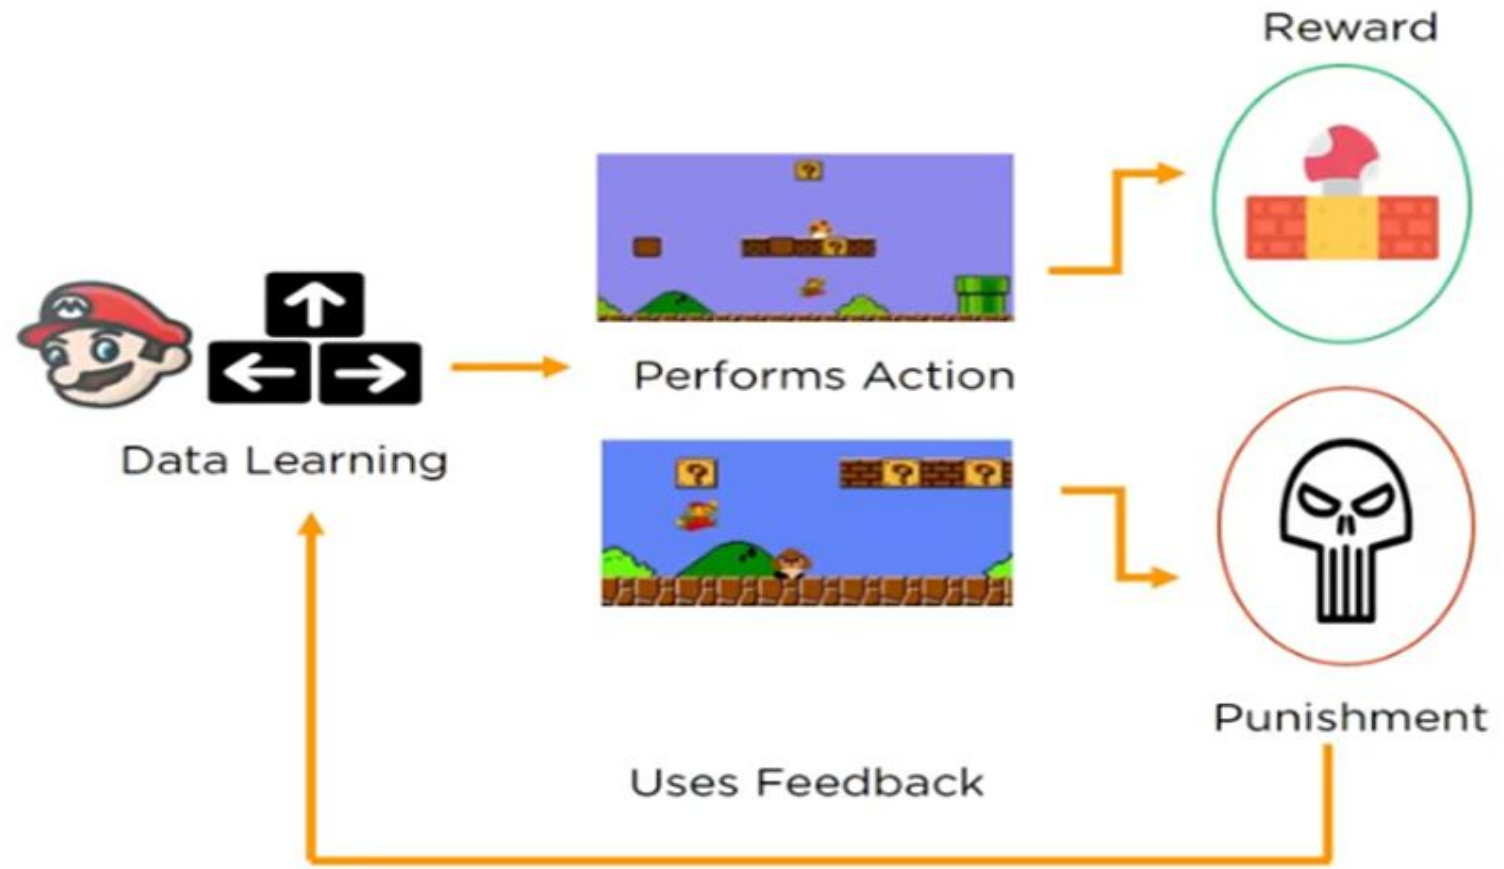 Reward
Performs Action
Data Learning
Punishment
Uses Feedback